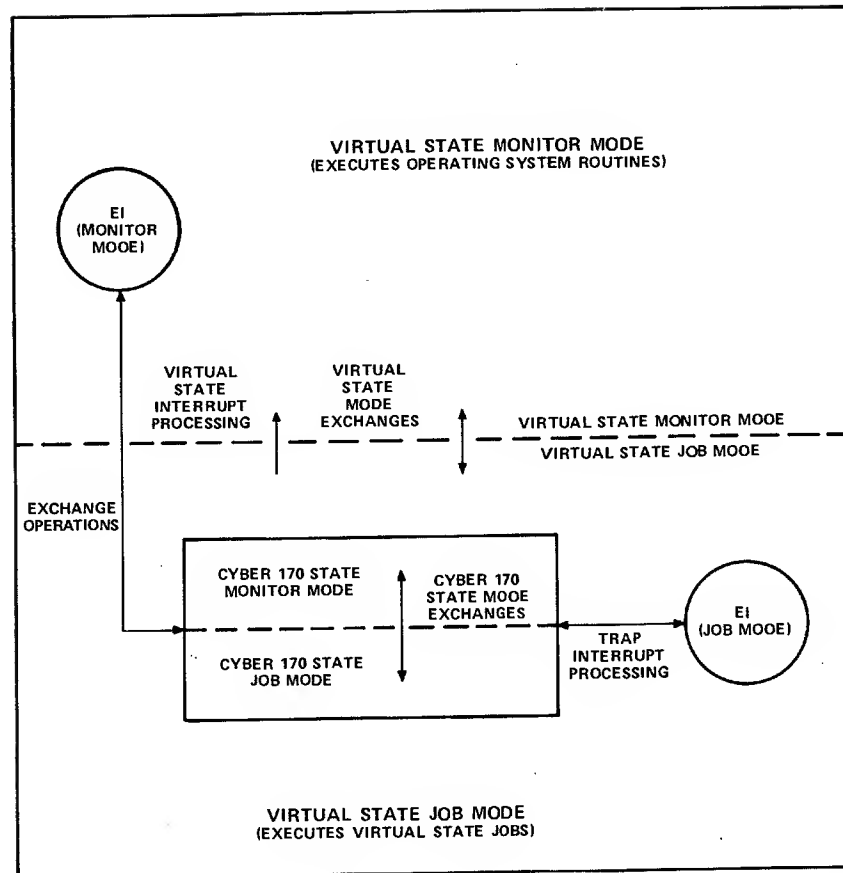 VIRTUAL STATE MONITOR MODE
(EXECUTES OPERATING SYSTEM ROUTINES)
EI
(MONITOR
MOOE)
VIRTUAL
STATE
INTERRUPT
PROCESSING
VIRTUAL
STATE
MODE
EXCHANGES
VIRTUAL STATE MONITOR MOOE
VIRTUAL STATE JOB MOOE
EXCHANGE
OPERATIONS
CYBER 170 STATE
MONITOR MODE
CYBER 170
STATE MOOE
EXCHANGES
CYBER 170 STATE
JOB MODE
EI
(JOB MOOE)
TRAP
INTERRUPT
PROCESSING
VIRTUAL STATE JOB MODE
(EXECUTES VIRTUAL STATE JOBS)